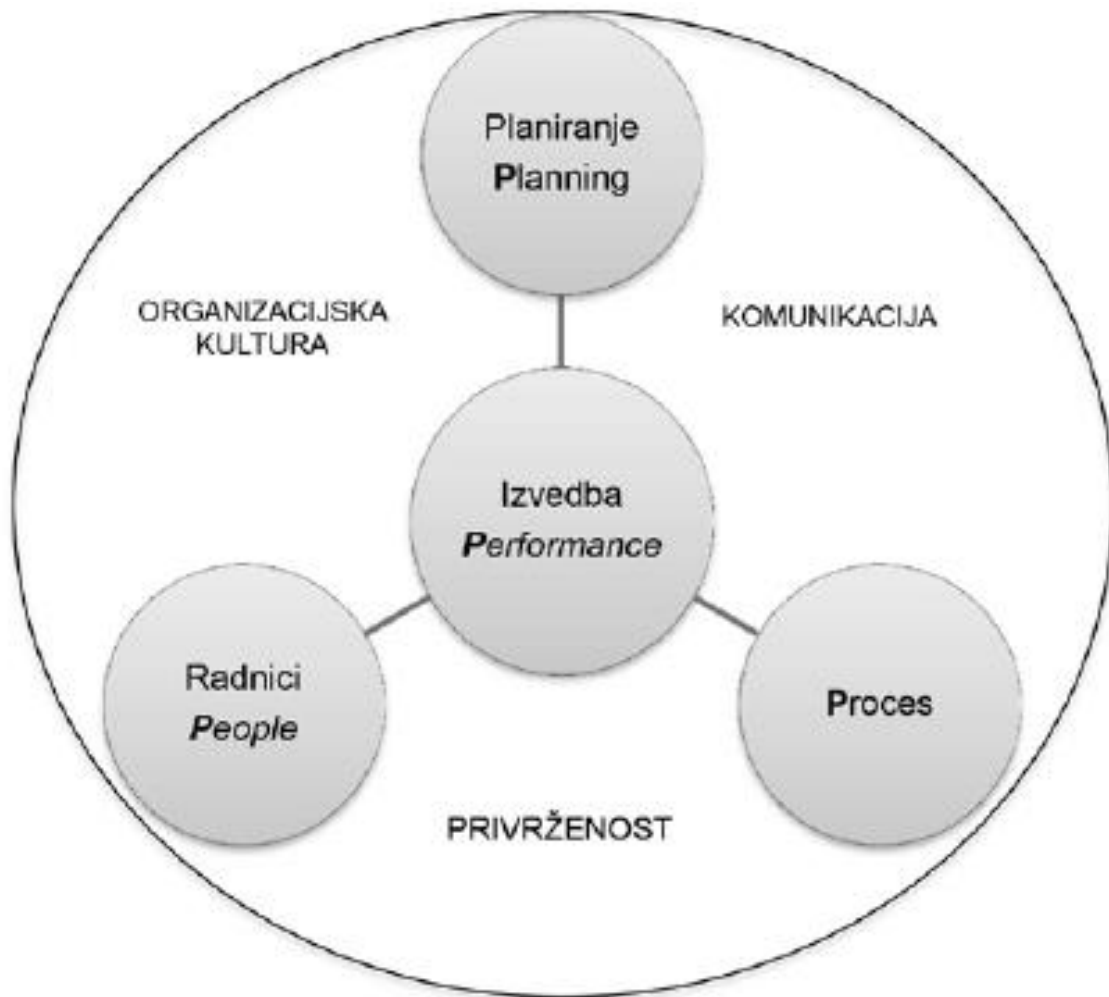 Planiranje
Planning
ORGANIZACIJSKA
KULTURA
KOMUNIKACIJA
Izvedba
Performance
Radnici
People
Proces
PRIVRŽENOST